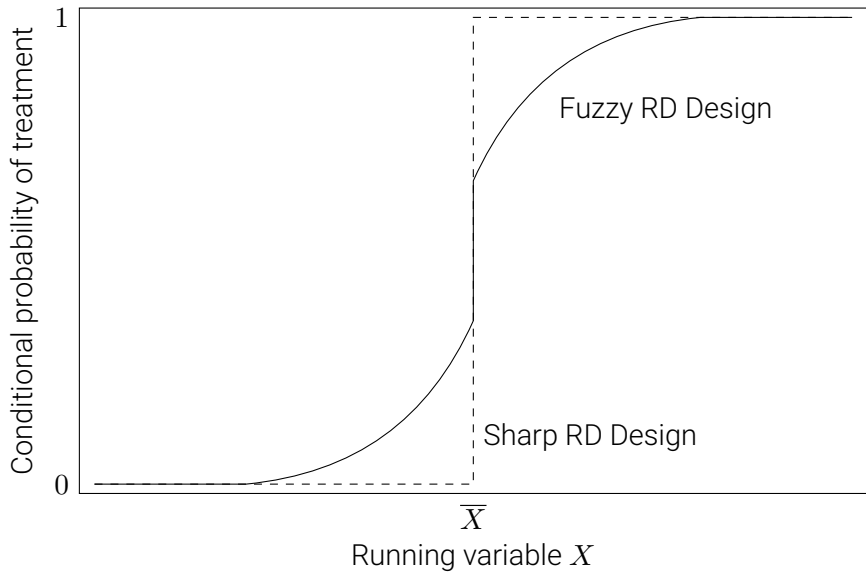 Conditional probability of treatment
1
Fuzzy RD Design
Sharp RD Design
0
X̅
Running variable X